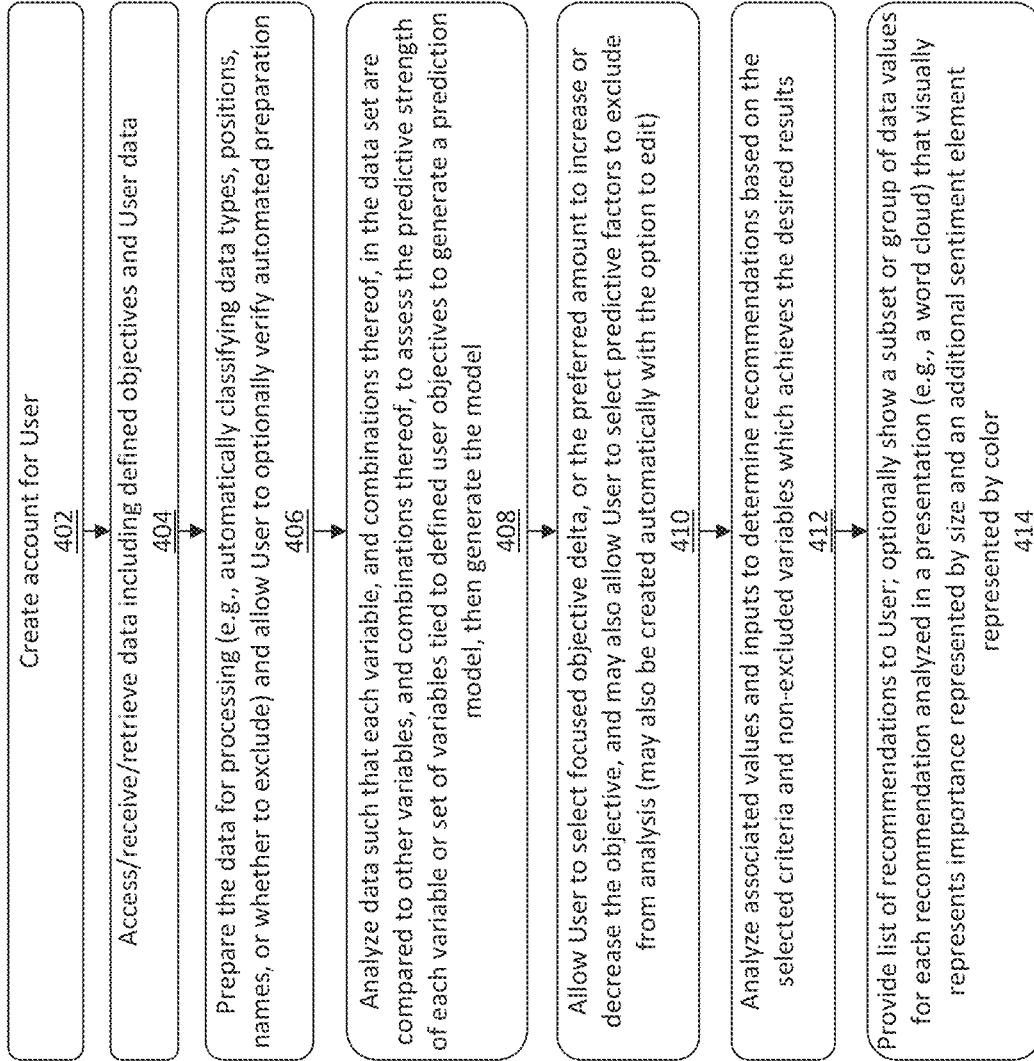 Create account for User
402
Access/receive/retrieve data including defined objectives and User data
404
Prepare the data for processing (e.g., automatically classifying data types, positions,
names, or whether to exclude) and allow User to optionally verify automated preparation
406
Analyze data such that each variable, and combinations thereof, in the data set are
compared to other variables, and combinations thereof, to assess the predictive strength
of each variable or set of variables tied to defined user objectives to generate a prediction
model, then generate the model
408
Allow User to select focused objective delta, or the preferred amount to increase or
decrease the objective, and may also allow User to select predictive factors to exclude
from analysis (may also be created automatically with the option to edit)
410
Analyze associated values and inputs to determine recommendations based on the
selected criteria and non-excluded variables which achieves the desired results
412
Provide list of recommendations to User; optionally show a subset or group of data values
for each recommendation analyzed in a presentation (e.g., a word cloud) that visually
represents importance represented by size and an additional sentiment element
represented by color
414